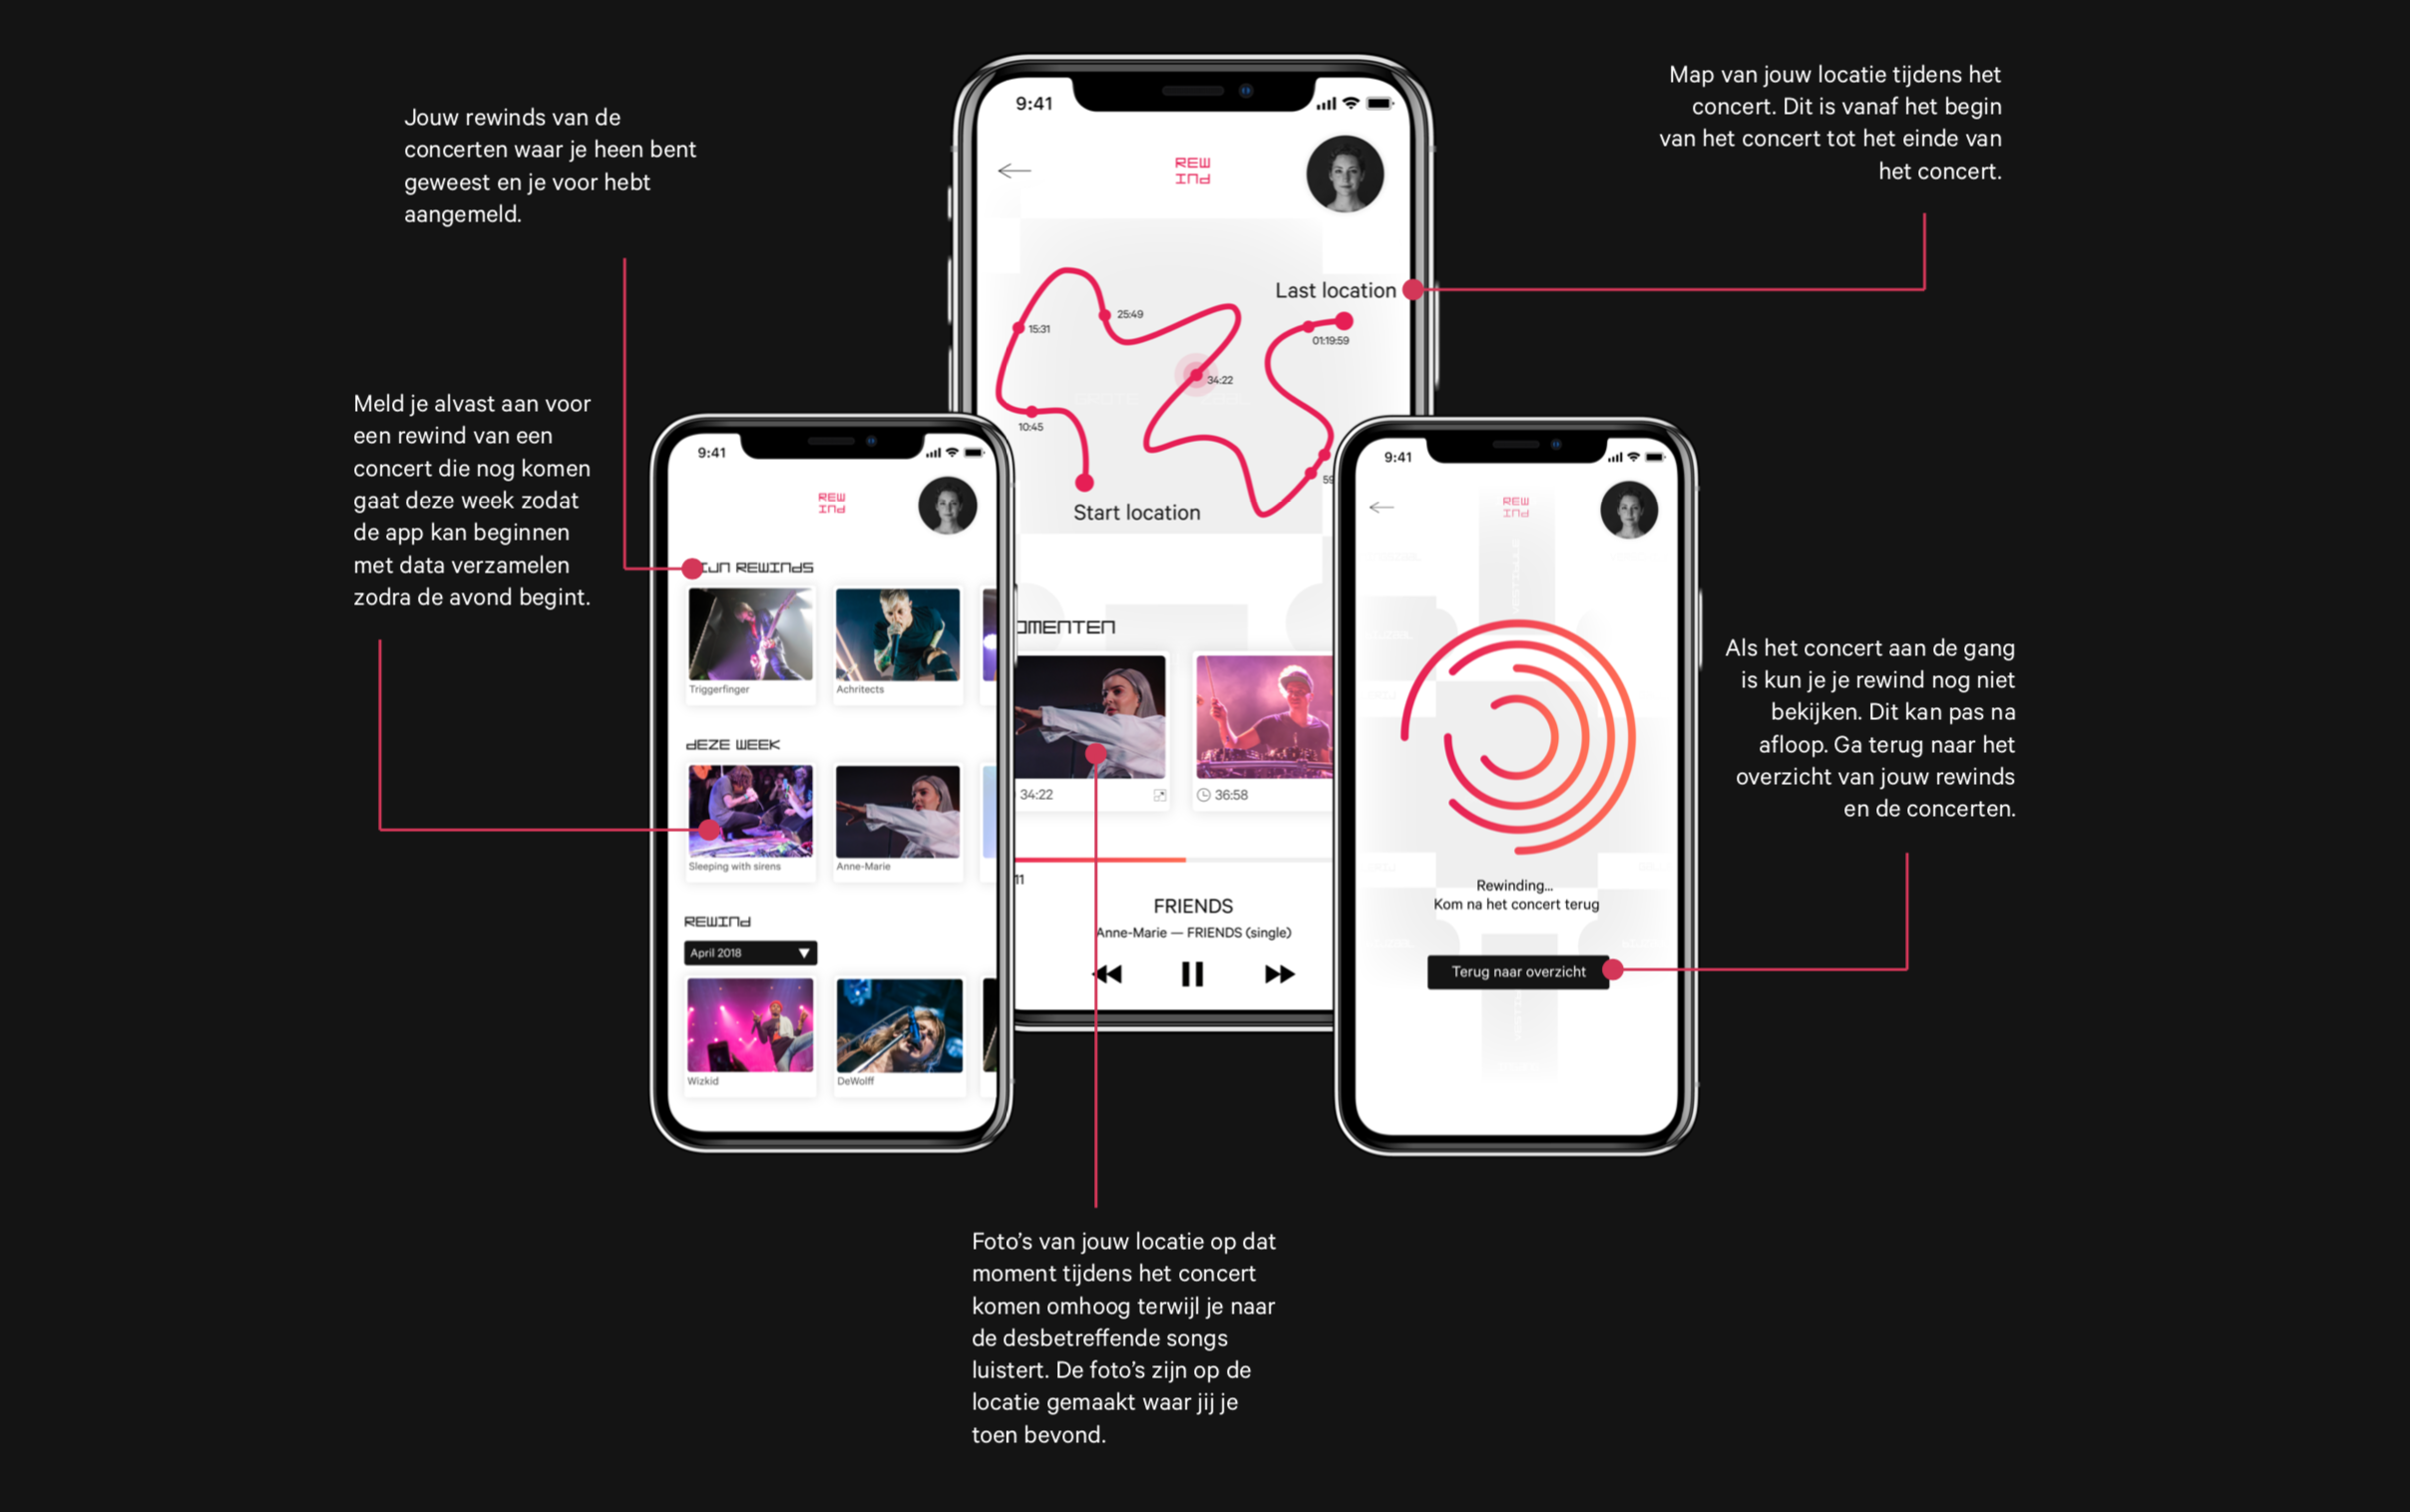 Jouw rewinds van de
concerten waar je heen bent
geweest en je voor hebt
aangemeld.
Meld je alvast aan voor
een rewind van een
concert die nog komen
gaat deze week zodat
de app kan beginnen
met data verzamelen
zodra de avond begint.
Map van jouw locatie tijdens het
concert. Dit is vanaf het begin
van het concert tot het einde van
het concert.
9:41
REW
INd
Last location
25:49
15:31
01:19:59
34:22
10:45
59
Start location
OMENTEN
34:22
36:58
11
FRIENDS
Anne-Marie — FRIENDS (single)
9:41
REW
INd
IJN REWINdS
Triggerfinger
Achritects
dEZE WEEK
Sleeping with sirens
Anne-Marie
REWINd
April 2018
Wizkid
DeWolff
9:41
REW
INd
Rewinding...
Kom na het concert terug
Terug naar overzicht
Als het concert aan de gang
is kun je je rewind nog niet
bekijken. Dit kan pas na
afloop. Ga terug naar het
overzicht van jouw rewinds
en de concerten.
Foto’s van jouw locatie op dat
moment tijdens het concert
komen omhoog terwijl je naar
de desbetreffende songs
luistert. De foto’s zijn op de
locatie gemaakt waar jij je
toen bevond.